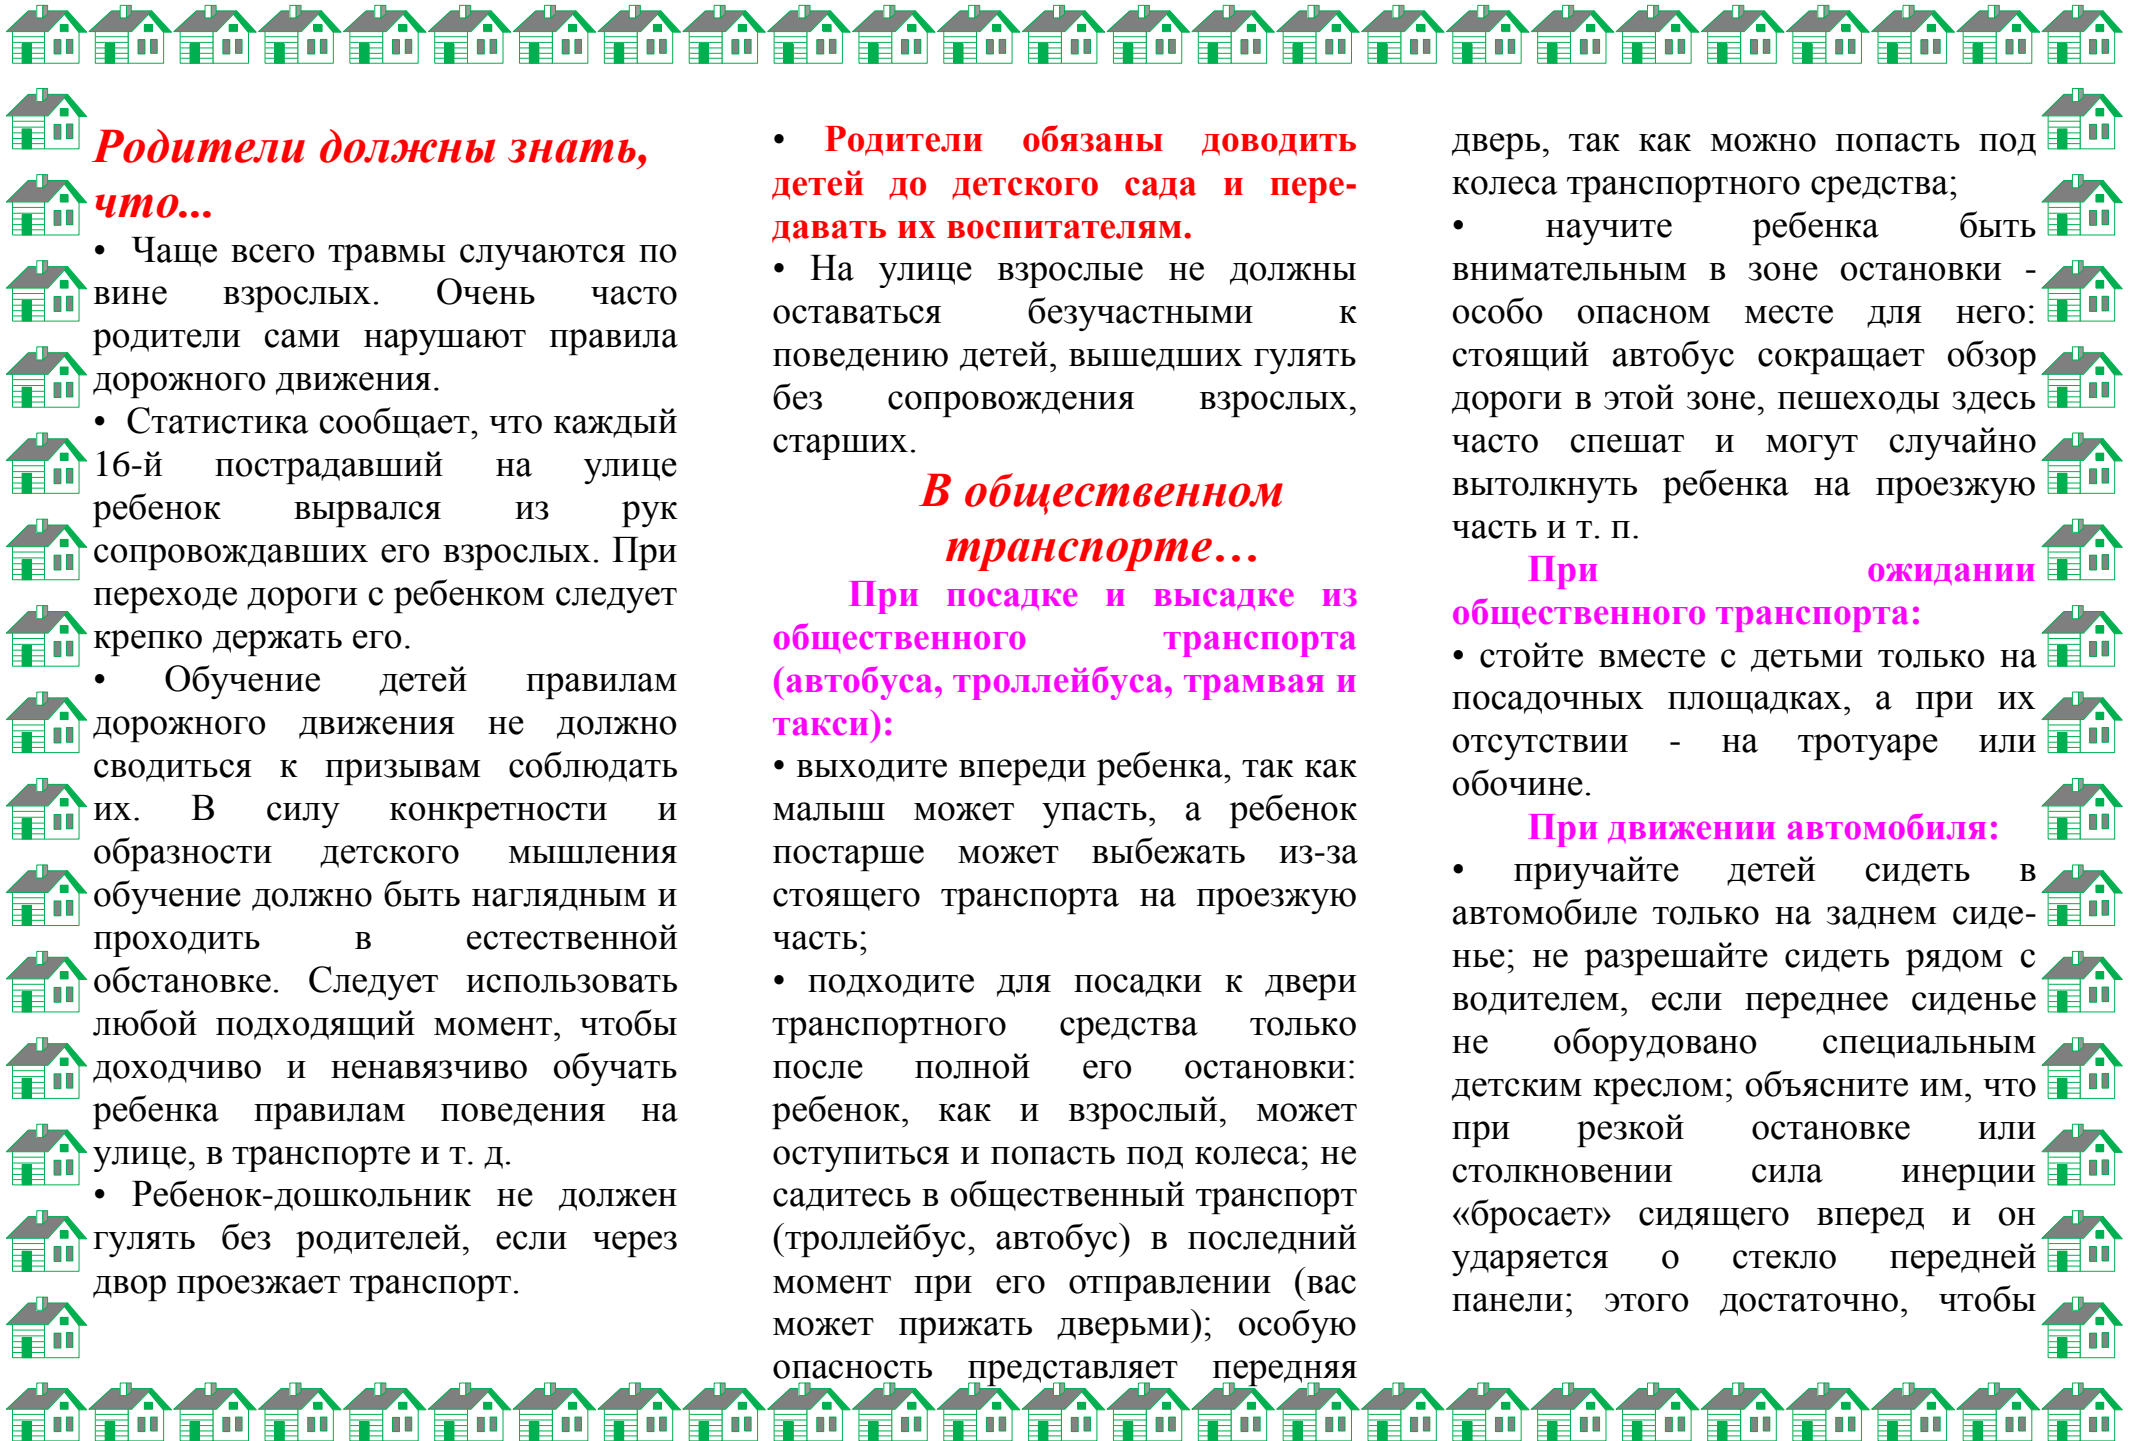 Родители должны знать,
что...
• Чаще всего травмы случаются по
вине взрослых. Очень часто
родители сами нарушают правила
дорожного движения.
• Статистика сообщает, что каждый
16-й пострадавший на улице
ребенок вырвался из рук
сопровождавших его взрослых. При
переходе дороги с ребенком следует
крепко держать его.
• Обучение детей правилам
дорожного движения не должно
сводиться к призывам соблюдать
их. В силу конкретности и
образности детского мышления
обучение должно быть наглядным и
проходить в естественной
обстановке. Следует использовать
любой подходящий момент, чтобы
доходчиво и ненавязчиво обучать
ребенка правилам поведения на
улице, в транспорте и т. д.
• Ребенок-дошкольник не должен
гулять без родителей, если через
двор проезжает транспорт.
• Родители обязаны доводить
детей до детского сада и пере-
давать их воспитателям.
• На улице взрослые не должны
оставаться безучастными к
поведению детей, вышедших гулять
без сопровождения взрослых,
старших.
В общественном
транспорте…
При посадке и высадке из
общественного транспорта
(автобуса, троллейбуса, трамвая и
такси):
• выходите впереди ребенка, так как
малыш может упасть, а ребенок
постарше может выбежать из-за
стоящего транспорта на проезжую
часть;
• подходите для посадки к двери
транспортного средства только
после полной его остановки:
ребенок, как и взрослый, может
оступиться и попасть под колеса; не
садитесь в общественный транспорт
(троллейбус, автобус) в последний
момент при его отправлении (вас
может прижать дверьми); особую
опасность представляет передняя
дверь, так как можно попасть под
колеса транспортного средства;
• научите ребенка быть
внимательным в зоне остановки -
особо опасном месте для него:
стоящий автобус сокращает обзор
дороги в этой зоне, пешеходы здесь
часто спешат и могут случайно
вытолкнуть ребенка на проезжую
часть и т. п.
При ожидании
общественного транспорта:
• стойте вместе с детьми только на
посадочных площадках, а при их
отсутствии - на тротуаре или
обочине.
При движении автомобиля:
• приучайте детей сидеть в
автомобиле только на заднем сиде-
нье; не разрешайте сидеть рядом с
водителем, если переднее сиденье
не оборудовано специальным
детским креслом; объясните им, что
при резкой остановке или
столкновении сила инерции
«бросает» сидящего вперед и он
ударяется о стекло передней
панели; этого достаточно, чтобы